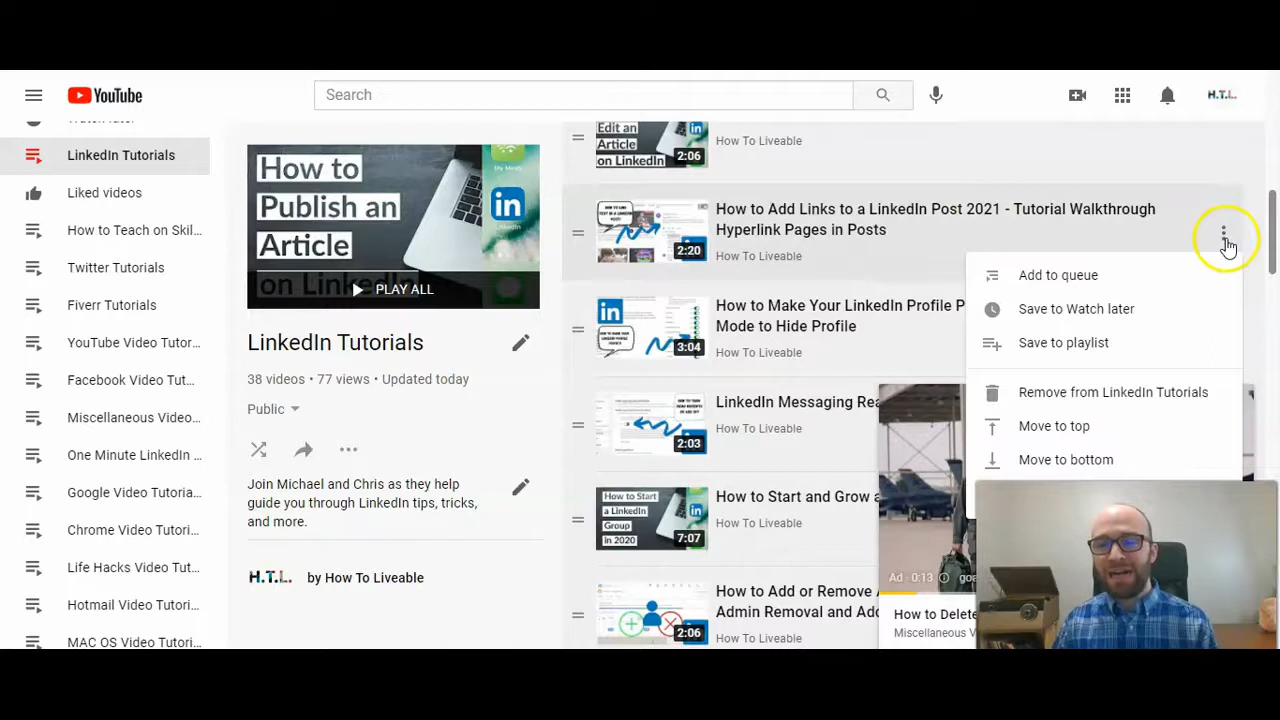 YouTube
Search
H.T.L.
LinkedIn Tutorials
Liked videos
How to Teach on Skil...
Twitter Tutorials
Fiverr Tutorials
YouTube Video Tutor...
Facebook Video Tut...
Miscellaneous Video...
One Minute LinkedIn ...
Google Video Tutoria...
Chrome Video Tutori...
Life Hacks Video Tut...
Hotmail Video Tutori...
MAC OS Video Tutori...
How to
Publish an
Article
on LinkedIn
in
PLAY ALL
LinkedIn Tutorials
38 videos • 77 views • Updated today
Public
Join Michael and Chris as they help
guide you through LinkedIn tips, tricks,
and more.
H.T.L. by How To Liveable
Edit an
Article
on LinkedIn
in
2:06
How To Liveable
2:20
How to Add Links to a LinkedIn Post 2021 - Tutorial Walkthrough
Hyperlink Pages in Posts
How To Liveable
in
3:04
How to Make Your LinkedIn Profile P
Mode to Hide Profile
How To Liveable
2:03
LinkedIn Messaging Rea
How To Liveable
How to Start
a LinkedIn
Group
in 2020
in
7:07
How to Start and Grow a
How To Liveable
2:06
How to Add or Remove A
Admin Removal and Add
How To Liveable
Add to queue
Save to Watch later
Save to playlist
Remove from LinkedIn Tutorials
Move to top
Move to bottom
Ad · 0:13
goa
How to Delete
Miscellaneous V